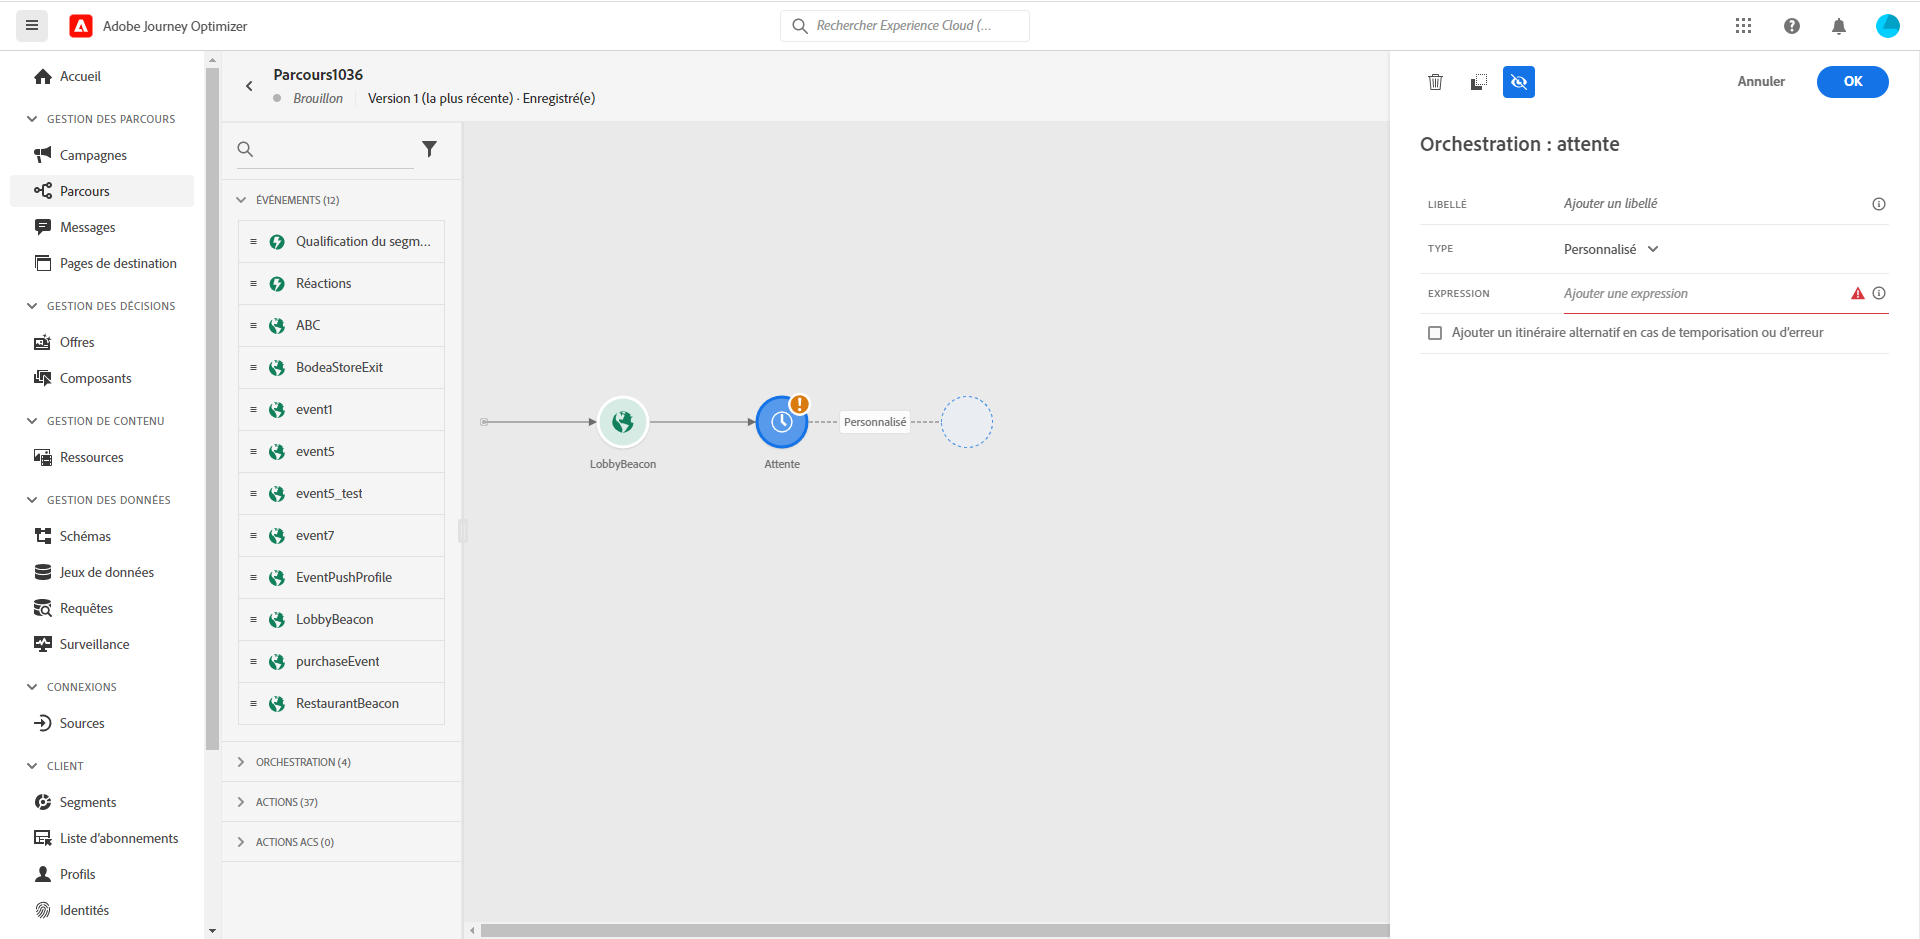 Adobe Journey Optimizer
Rechercher Experience Cloud (...
Accueil
GESTION DES PARCOURS
Campagnes
Parcours
Messages
Pages de destination
GESTION DES DÉCISIONS
Offres
Composants
GESTION DE CONTENU
Ressources
GESTION DES DONNÉES
Schémas
Jeux de données
Requêtes
Surveillance
CONNEXIONS
Sources
CLIENT
Segments
Liste d'abonnements
Profils
Identités
Parcours1036
Brouillon
Version 1 (la plus récente) · Enregistré(e)
ÉVÉNEMENTS (12)
Qualification du segm...
Réactions
ABC
BodeaStoreExit
event1
event5
event5_test
event7
EventPushProfile
LobbyBeacon
purchaseEvent
RestaurantBeacon
ORCHESTRATION (4)
ACTIONS (37)
ACTIONS ACS (0)
LobbyBeacon
Attente
Personnalisé
Annuler
OK
Orchestration : attente
LIBELLÉ
Ajouter un libellé
TYPE
Personnalisé
EXPRESSION
Ajouter une expression
Ajouter un itinéraire alternatif en cas de temporisation ou d'erreur